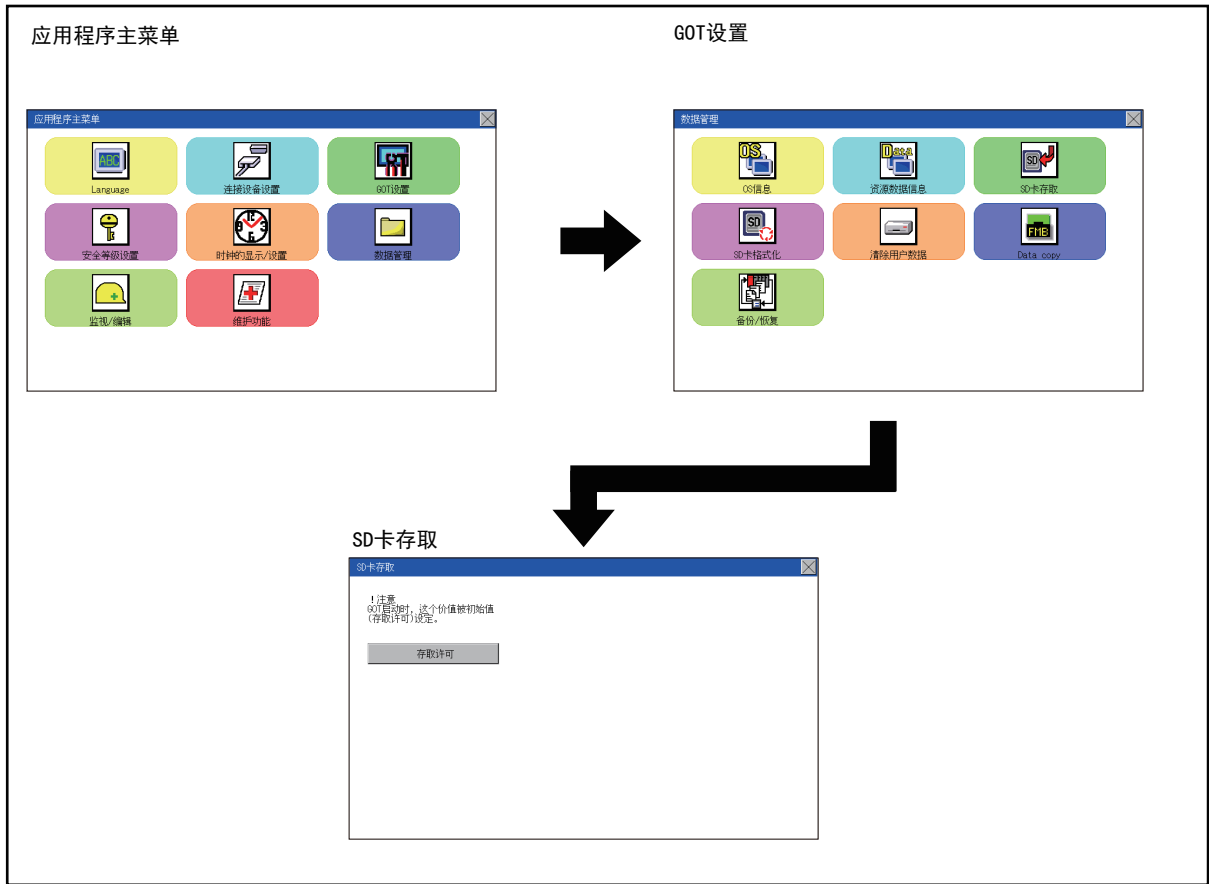 应用程序主菜单
GOT设置
应用程序主菜单
Language
连接设备设置
GOT设置
安全等级设置
时钟的显示/设置
数据管理
监视/编辑
维护功能
数据管理
OS信息
资源数据信息
SD卡存取
SD卡格式化
清除用户数据
Data copy
备份/恢复
SD卡存取
SD卡存取
！注意
GOT启动时，这个价值被初始值
(存取许可)设定。
存取许可